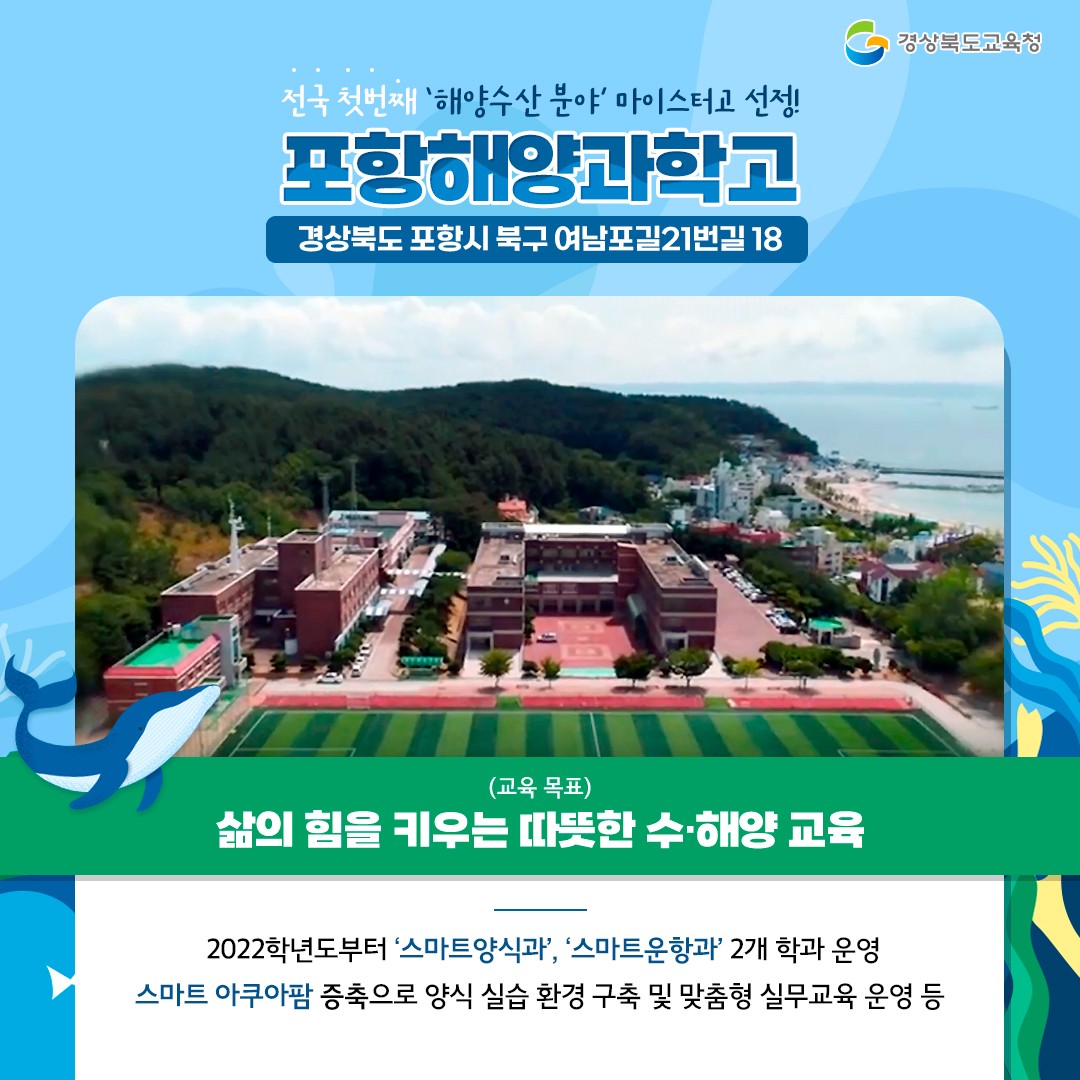 경상북도교육청
전국 첫번째 '해양수산 분야' 마이스터고 선정!
포항해양과학고
경상북도 포항시 북구 여남포길21번길 18
(교육 목표)
삶의 힘을 키우는 따뜻한 수·해양 교육
2022학년도부터 '스마트양식과', '스마트운항과' 2개 학과 운영
스마트 아쿠아팜 증축으로 양식 실습 환경 구축 및 맞춤형 실무교육 운영 등